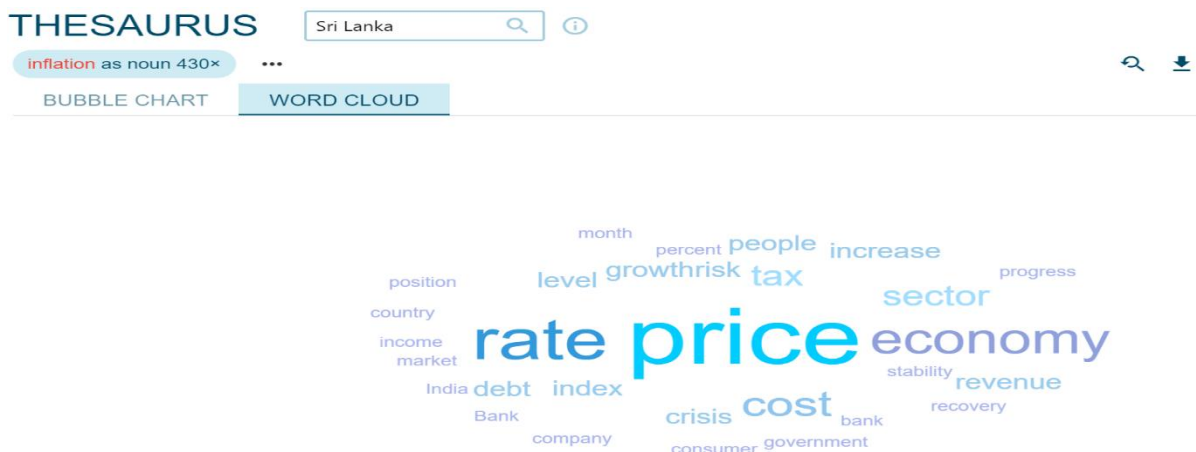 THESAURUS
Sri Lanka
inflation as noun 430×
BUBBLE CHART WORD CLOUD
month
percent people increase
position level growth risk tax progress
sector
country
income rate price economy
market
stability
India debt index revenue
Bank crisis cost bank recovery
company consumer government